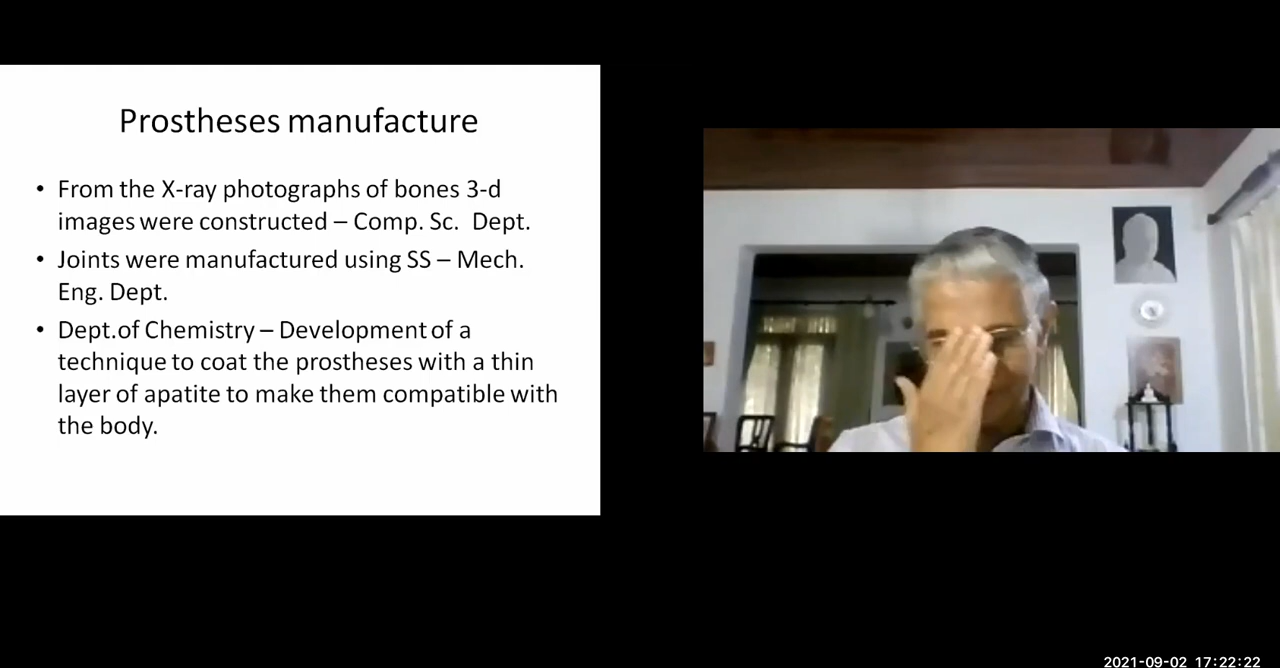 Prostheses manufacture
• From the X-ray photographs of bones 3-d
images were constructed – Comp. Sc. Dept.
• Joints were manufactured using SS – Mech.
Eng. Dept.
• Dept.of Chemistry – Development of a
technique to coat the prostheses with a thin
layer of apatite to make them compatible with
the body.
2021-09-02 17:22:22